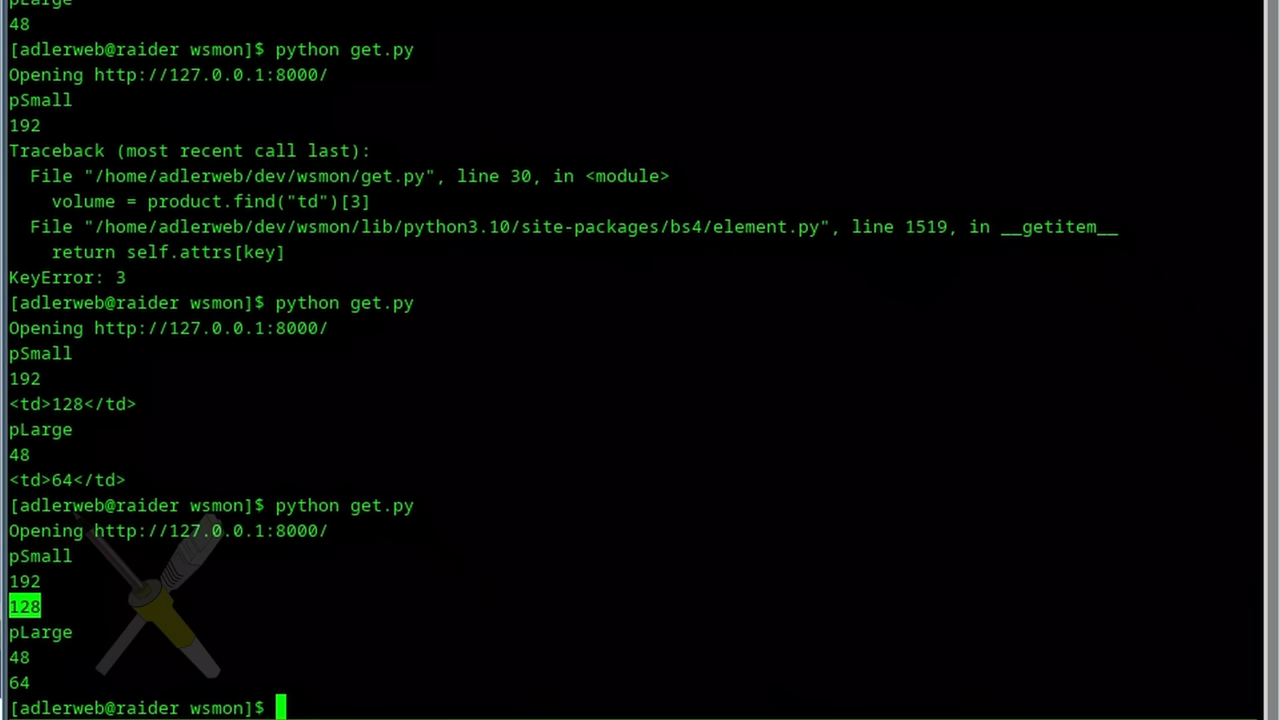 pLarge
48
[adlerweb@raider wsmon]$ python get.py
Opening http://127.0.0.1:8000/
pSmall
192
Traceback (most recent call last):
  File "/home/adlerweb/dev/wsmon/get.py", line 30, in <module>
    volume = product.find("td")[3]
  File "/home/adlerweb/dev/wsmon/lib/python3.10/site-packages/bs4/element.py", line 1519, in __getitem__
    return self.attrs[key]
KeyError: 3
[adlerweb@raider wsmon]$ python get.py
Opening http://127.0.0.1:8000/
pSmall
192
<td>128</td>
pLarge
48
<td>64</td>
[adlerweb@raider wsmon]$ python get.py
Opening http://127.0.0.1:8000/
pSmall
192
128
pLarge
48
64
[adlerweb@raider wsmon]$